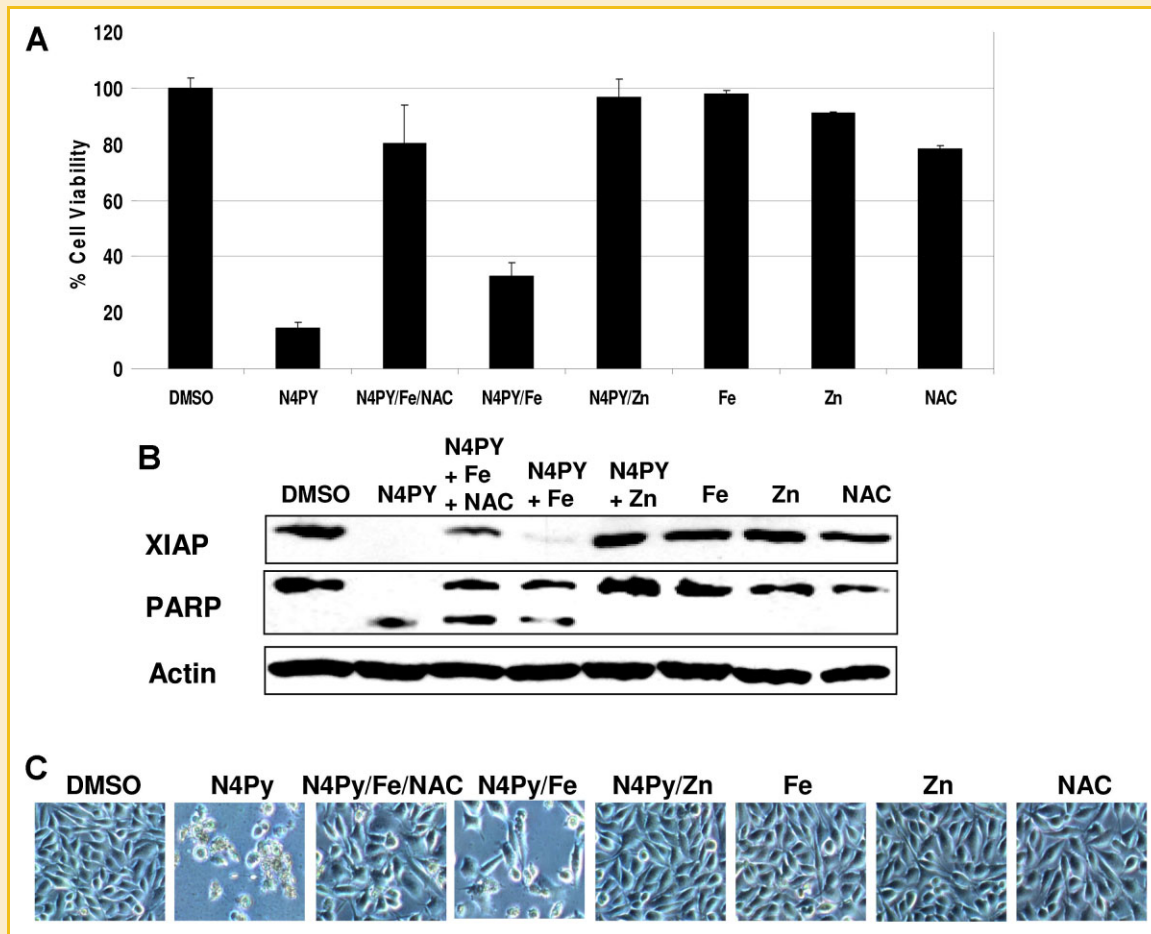 A
120
100
80
60
40
20
0
% Cell Viability
DMSO N4PY N4PY/Fe/NAC N4PY/Fe N4PY/Zn Fe Zn NAC
B
DMSO N4PY N4PY + Fe + NAC N4PY + Fe N4PY + Zn Fe Zn NAC
XIAP
PARP
Actin
C
DMSO N4Py N4Py/Fe/NAC N4Py/Fe N4Py/Zn Fe Zn NAC